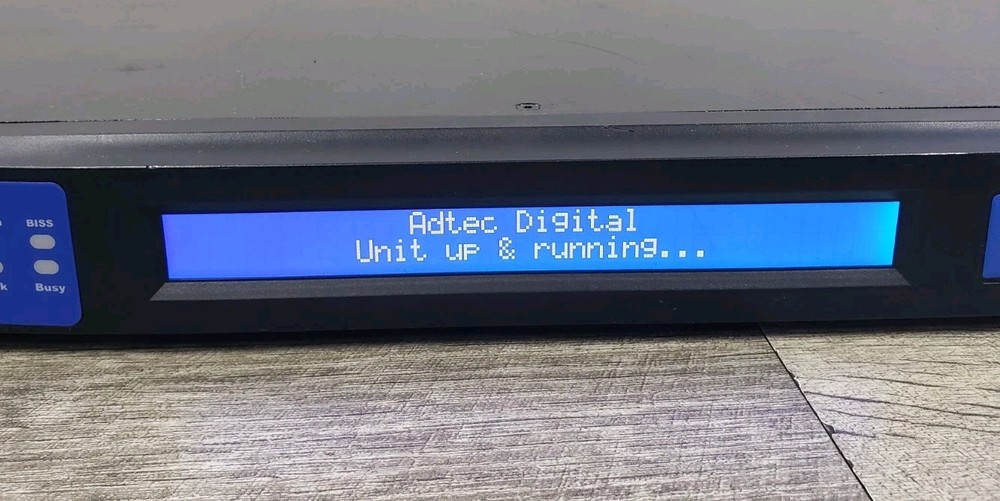 BISS
Busy
Adtec Digital
Unit up & running...